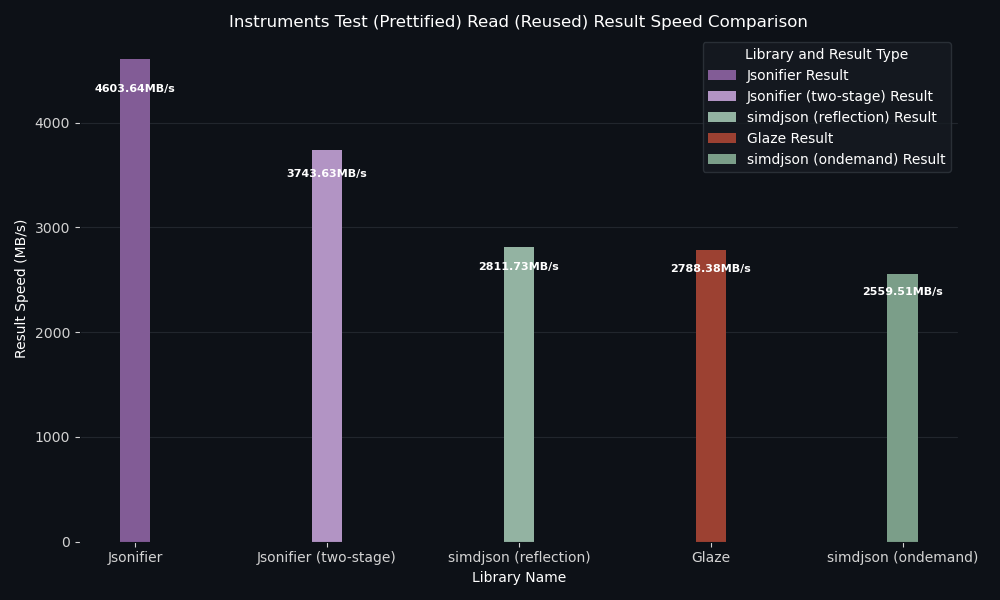 Instruments Test (Prettified) Read (Reused) Result Speed Comparison
Library and Result Type
Jsonifier Result
Jsonifier (two-stage) Result
simdjson (reflection) Result
Glaze Result
simdjson (ondemand) Result
4603.64MB/s
3743.63MB/s
2811.73MB/s
2788.38MB/s
2559.51MB/s
Result Speed (MB/s)
4000
3000
2000
1000
0
Jsonifier
Jsonifier (two-stage)
simdjson (reflection)
Glaze
simdjson (ondemand)
Library Name